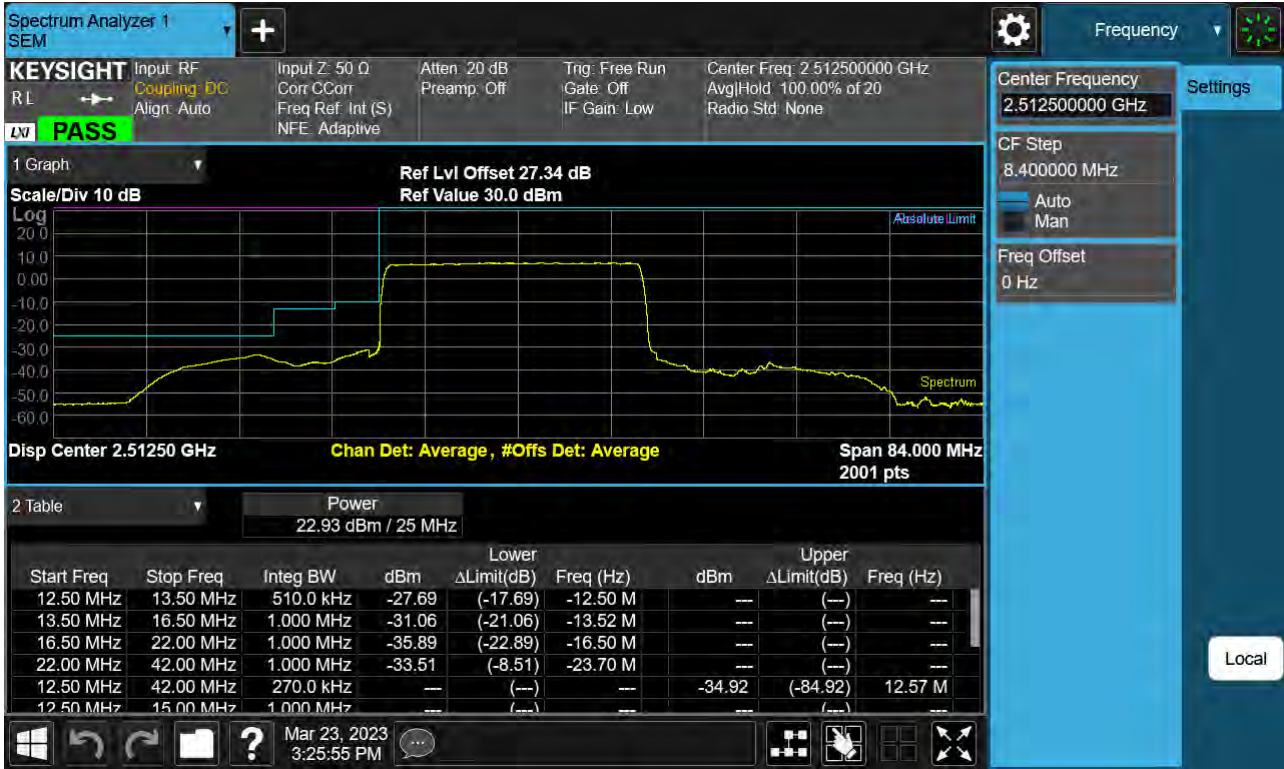 Spectrum Analyzer 1
SEM
Frequency
KEYSIGHT
RL
LXI
PASS
Input: RF
Coupling: DC
Align: Auto
Input Z: 50 Ω
Corr CCorr
Freq Ref: Int (S)
NFE: Adaptive
Atten: 20 dB
Preamp: Off
Trig: Free Run
Gate: Off
IF Gain: Low
Center Freq: 2.512500000 GHz
Avg|Hold: 100.00% of 20
Radio Std: None
Center Frequency
2.512500000 GHz
Settings
CF Step
8.400000 MHz
Auto
Man
Freq Offset
0 Hz
1 Graph
Scale/Div 10 dB
Ref Lvl Offset 27.34 dB
Ref Value 30.0 dBm
Log
20.0
10.0
0.00
-10.0
-20.0
-30.0
-40.0
-50.0
-60.0
Limit
Spectrum
Disp Center 2.51250 GHz
Chan Det: Average, #Offs Det: Average
Span 84.000 MHz
2001 pts
2 Table
Power
22.93 dBm / 25 MHz
Lower Upper
Start Freq Stop Freq Integ BW dBm ΔLimit(dB) Freq (Hz) dBm ΔLimit(dB) Freq (Hz)
12.50 MHz 13.50 MHz 510.0 kHz -27.69 (-17.69) -12.50 M --- (---) ---
13.50 MHz 16.50 MHz 1.000 MHz -31.06 (-21.06) -13.52 M --- (---) ---
16.50 MHz 22.00 MHz 1.000 MHz -35.89 (-22.89) -16.50 M --- (---) ---
22.00 MHz 42.00 MHz 1.000 MHz -33.51 (-8.51) -23.70 M --- (---) ---
12.50 MHz 42.00 MHz 270.0 kHz --- (---) --- -34.92 (-84.92) 12.57 M
12.50 MHz 15.00 MHz 1.000 MHz --- (---) --- --- (---) ---
Local
?
Mar 23, 2023
3:25:55 PM